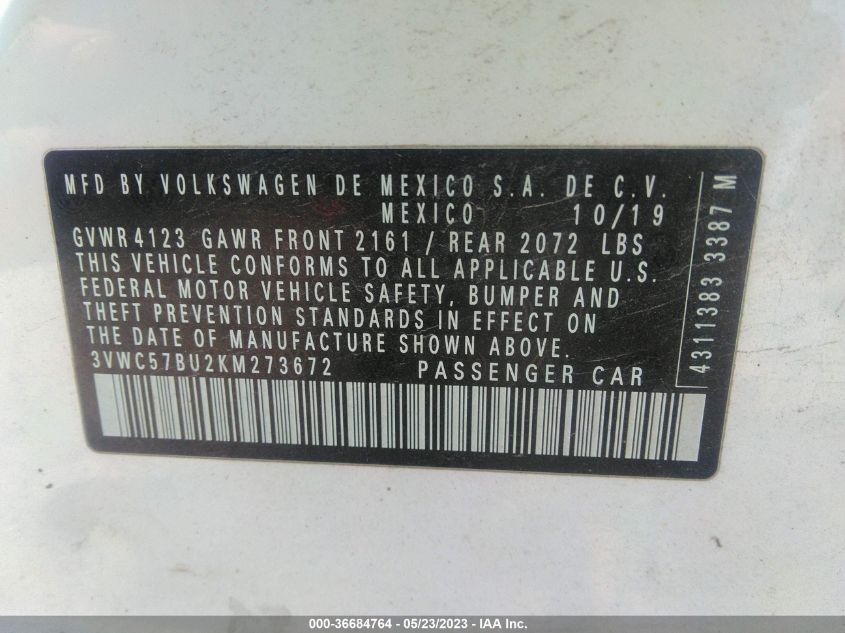 MFD BY VOLKSWAGEN DE MEXICO S.A. DE C.V.
MEXICO 10/19
GVWR 4123 GAWR FRONT 2161 / REAR 2072 LBS
THIS VEHICLE CONFORMS TO ALL APPLICABLE U.S.
FEDERAL MOTOR VEHICLE SAFETY, BUMPER AND
THEFT PREVENTION STANDARDS IN EFFECT ON
THE DATE OF MANUFACTURE SHOWN ABOVE.
3VWC57BU2KM273672 PASSENGER CAR
4311383 3387 M
000-36684764 - 05/23/2023 - IAA Inc.